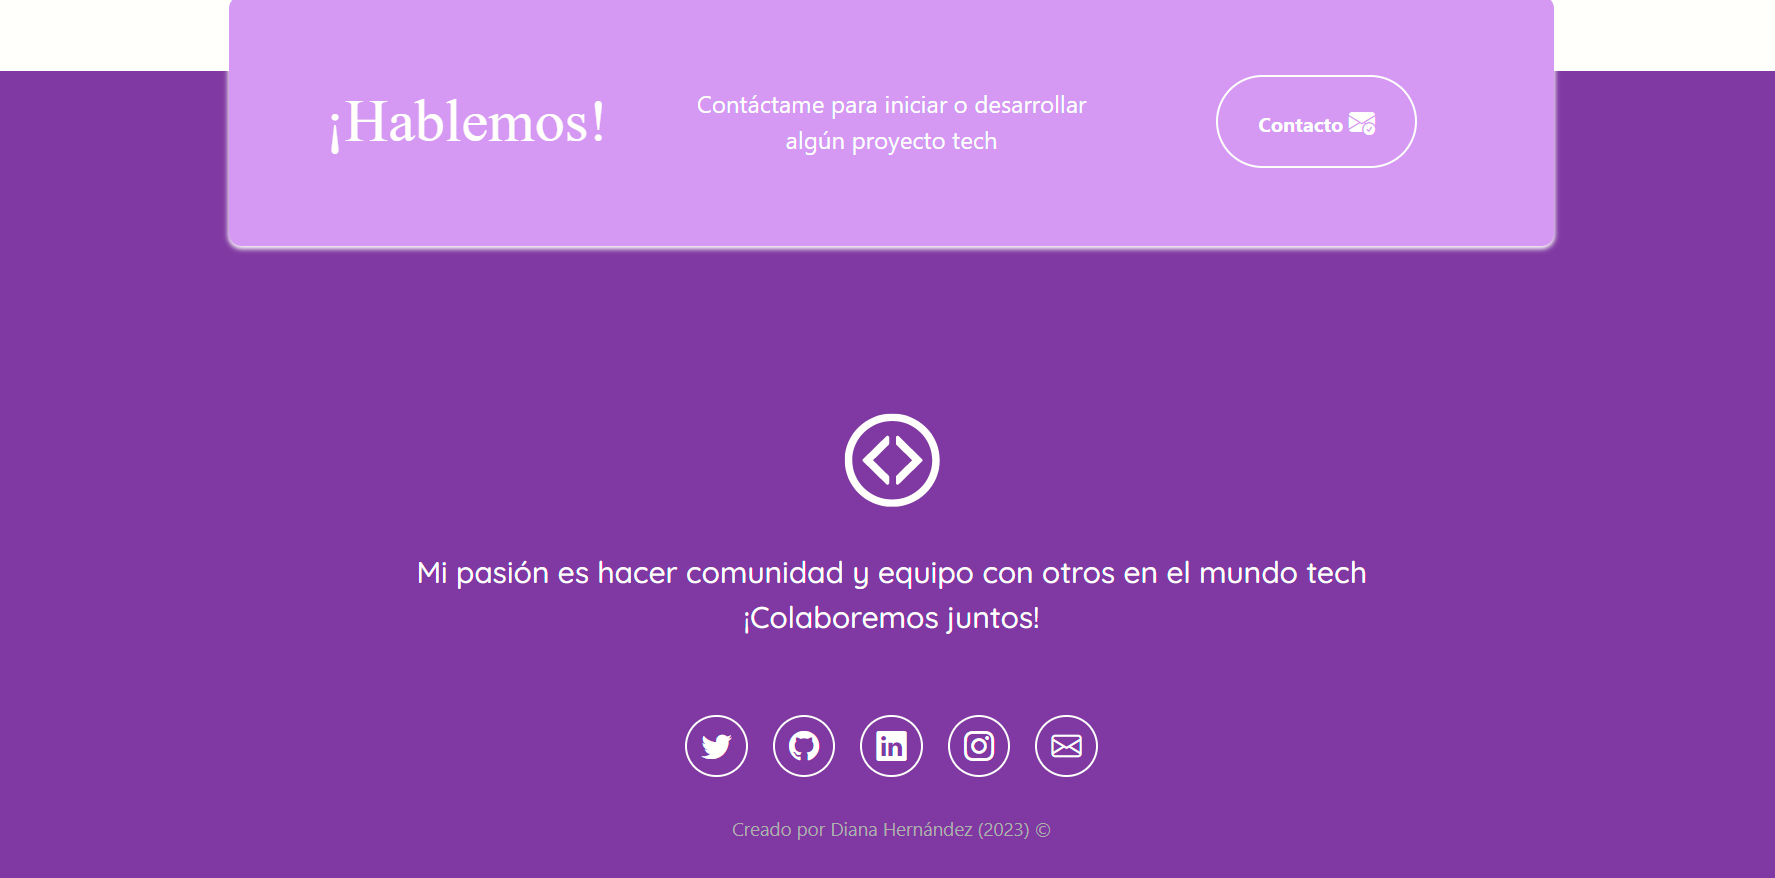 ¡Hablemos!
Contáctame para iniciar o desarrollar
algún proyecto tech
Contacto
Mi pasión es hacer comunidad y equipo con otros en el mundo tech
¡Colaboremos juntos!
Creado por Diana Hernández (2023) ©